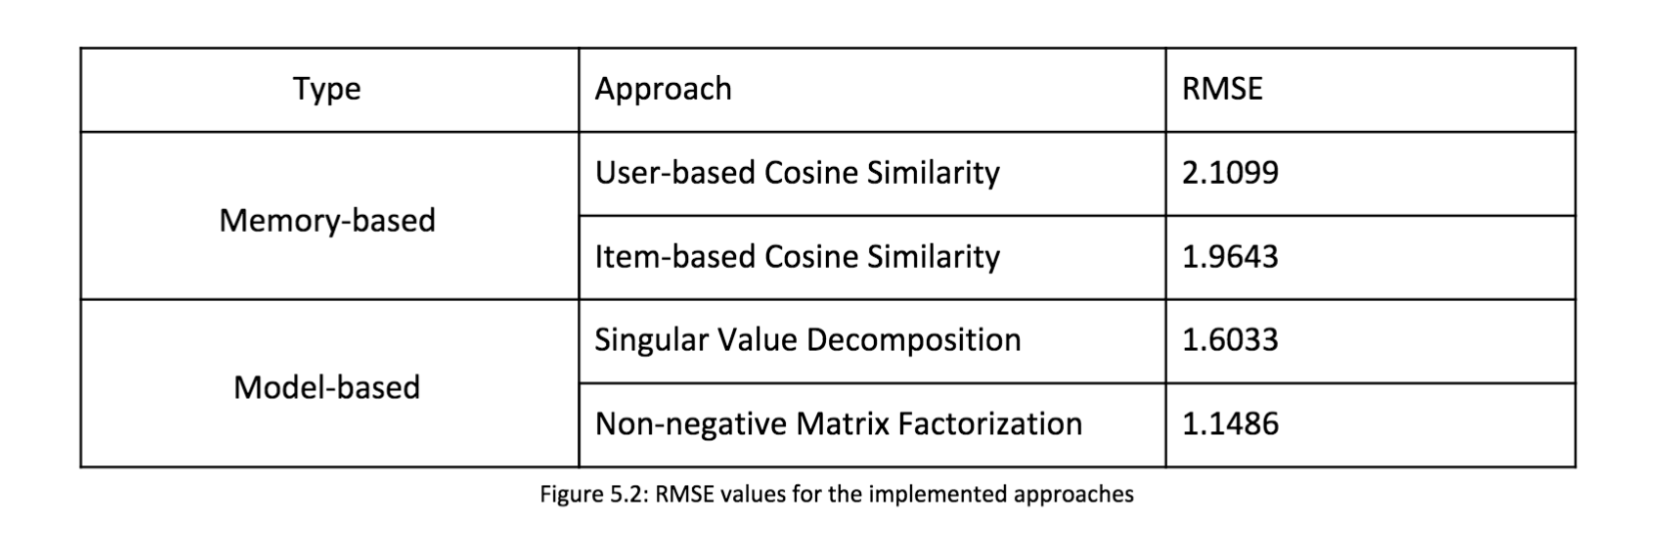 Type Approach RMSE
Memory-based
User-based Cosine Similarity 2.1099
Item-based Cosine Similarity 1.9643
Model-based
Singular Value Decomposition 1.6033
Non-negative Matrix Factorization 1.1486
Figure 5.2: RMSE values for the implemented approaches